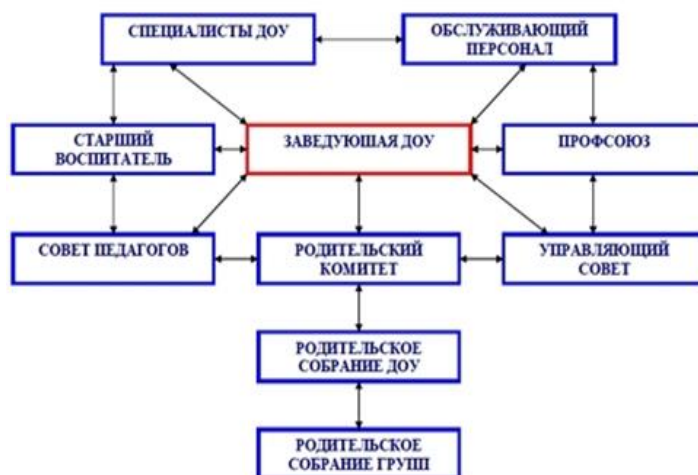 СПЕЦИАЛИСТЫ ДОУ
ОБСЛУЖИВАЮЩИЙ
ПЕРСОНАЛ
СТАРШИЙ
ВОСПИТАТЕЛЬ
ЗАВЕДУЮШАЯ ДОУ
ПРОФСОЮЗ
СОВЕТ ПЕДАГОГОВ
РОДИТЕЛЬСКИЙ
КОМИТЕТ
УПРАВЛЯЮЩИЙ
СОВЕТ
РОДИТЕЛЬСКОЕ
СОБРАНИЕ ДОУ
РОДИТЕЛЬСКОЕ
СОБРАНИЕ ГРУПП